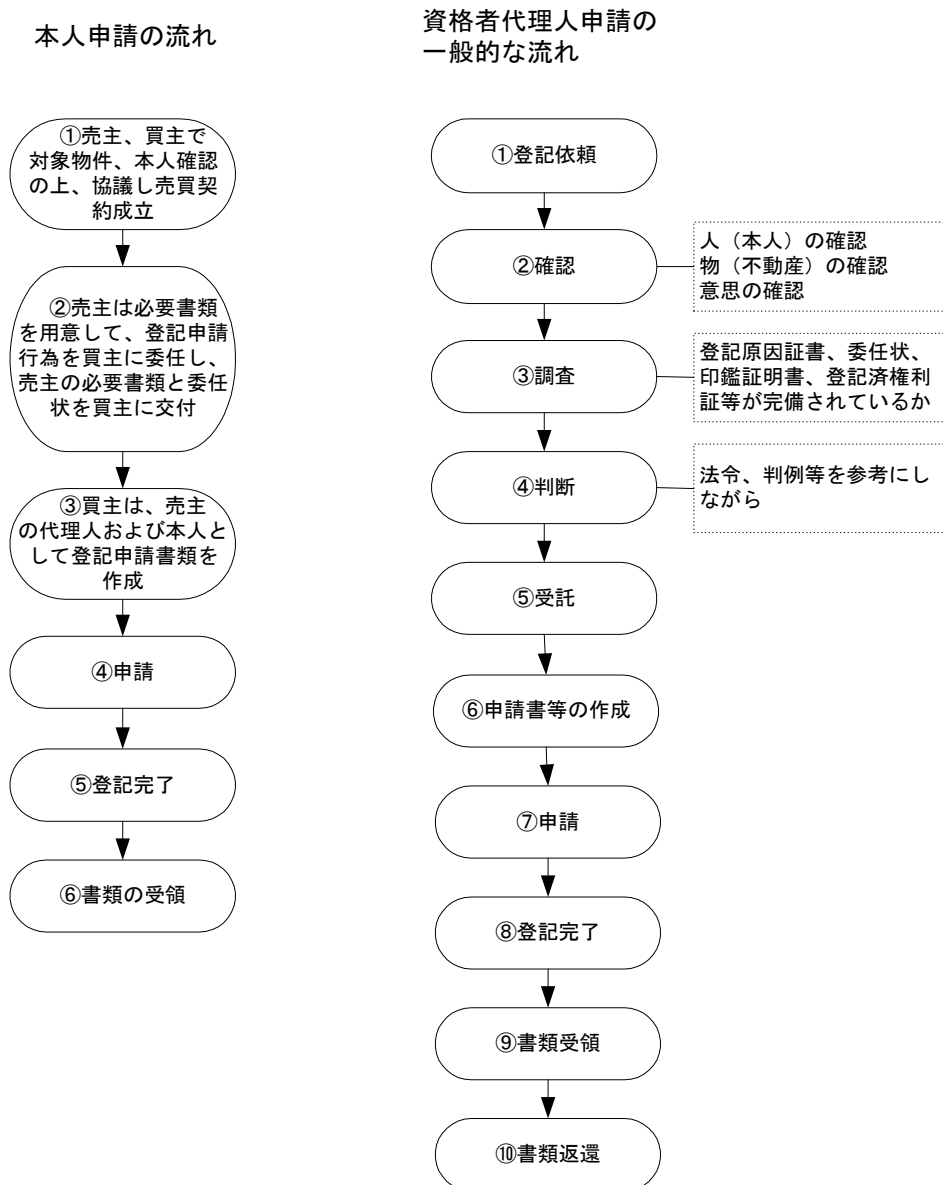 本人申請の流れ
①売主、買主で
対象物件、本人確認
の上、協議し売買契
約成立
②売主は必要書類
を用意して、登記申請
行為を買主に委任し、
売主の必要書類と委任
状を買主に交付
③買主は、売主
の代理人および本人と
して登記申請書類を
作成
④申請
⑤登記完了
⑥書類の受領
資格者代理人申請の
一般的な流れ
①登記依頼
②確認
人（本人）の確認
物（不動産）の確認
意思の確認
③調査
登記原因証書、委任状、
印鑑証明書、登記済権利
証等が完備されているか
④判断
法令、判例等を参考にし
ながら
⑤受託
⑥申請書等の作成
⑦申請
⑧登記完了
⑨書類受領
⑩書類返還